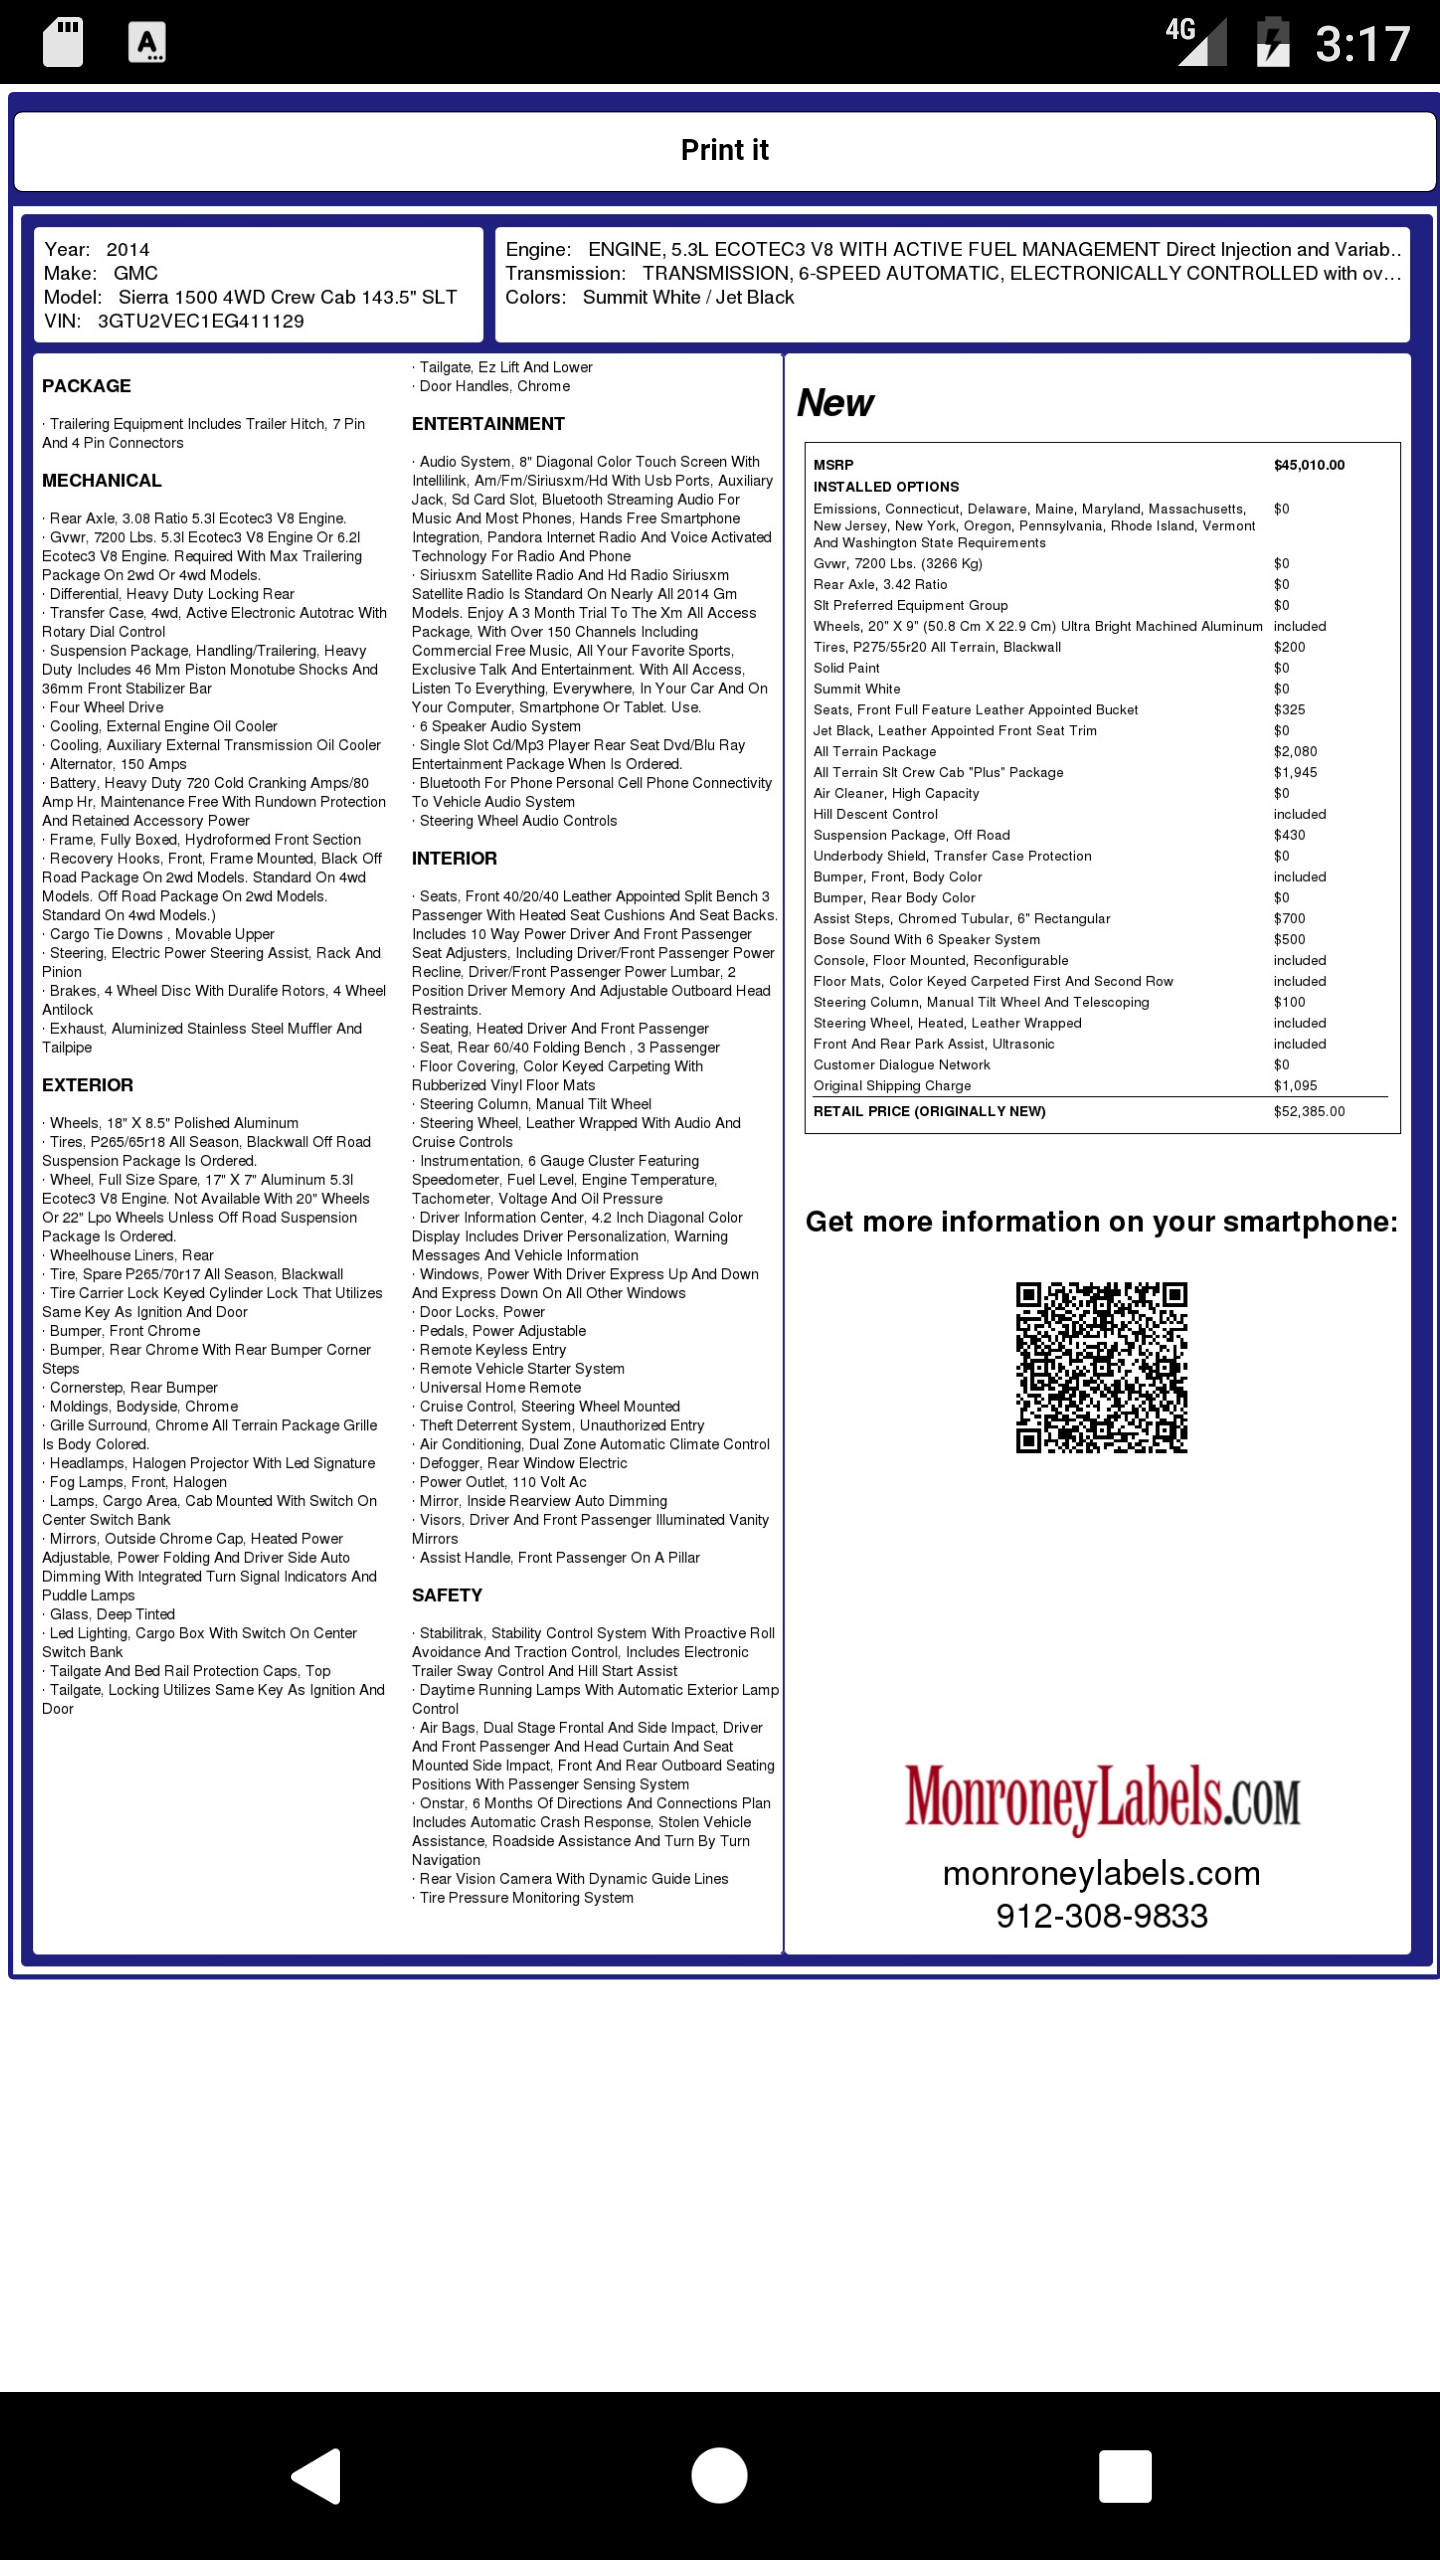 4G 3:17
Print it
Year: 2014
Make: GMC
Model: Sierra 1500 4WD Crew Cab 143.5" SLT
VIN: 3GTU2VEC1EG411129
Engine: ENGINE, 5.3L ECOTEC3 V8 WITH ACTIVE FUEL MANAGEMENT Direct Injection and Variab..
Transmission: TRANSMISSION, 6-SPEED AUTOMATIC, ELECTRONICALLY CONTROLLED with ov...
Colors: Summit White / Jet Black
PACKAGE
· Trailering Equipment Includes Trailer Hitch, 7 Pin
And 4 Pin Connectors
MECHANICAL
· Rear Axle, 3.08 Ratio 5.3l Ecotec3 V8 Engine.
· Gvwr, 7200 Lbs. 5.3l Ecotec3 V8 Engine Or 6.2l
Ecotec3 V8 Engine. Required With Max Trailering
Package On 2wd Or 4wd Models.
· Differential, Heavy Duty Locking Rear
· Transfer Case, 4wd, Active Electronic Autotrac With
Rotary Dial Control
· Suspension Package, Handling/Trailering, Heavy
Duty Includes 46 Mm Piston Monotube Shocks And
36mm Front Stabilizer Bar
· Four Wheel Drive
· Cooling, External Engine Oil Cooler
· Cooling, Auxiliary External Transmission Oil Cooler
· Alternator, 150 Amps
· Battery, Heavy Duty 720 Cold Cranking Amps/80
Amp Hr, Maintenance Free With Rundown Protection
And Retained Accessory Power
· Frame, Fully Boxed, Hydroformed Front Section
· Recovery Hooks, Front, Frame Mounted, Black Off
Road Package On 2wd Models. Standard On 4wd
Models. Off Road Package On 2wd Models.
Standard On 4wd Models.)
· Cargo Tie Downs , Movable Upper
· Steering, Electric Power Steering Assist, Rack And
Pinion
· Brakes, 4 Wheel Disc With Duralife Rotors, 4 Wheel
Antilock
· Exhaust, Aluminized Stainless Steel Muffler And
Tailpipe
EXTERIOR
· Wheels, 18" X 8.5" Polished Aluminum
· Tires, P265/65r18 All Season, Blackwall Off Road
Suspension Package Is Ordered.
· Wheel, Full Size Spare, 17" X 7" Aluminum 5.3l
Ecotec3 V8 Engine. Not Available With 20" Wheels
Or 22" Lpo Wheels Unless Off Road Suspension
Package Is Ordered.
· Wheelhouse Liners, Rear
· Tire, Spare P265/70r17 All Season, Blackwall
· Tire Carrier Lock Keyed Cylinder Lock That Utilizes
Same Key As Ignition And Door
· Bumper, Front Chrome
· Bumper, Rear Chrome With Rear Bumper Corner
Steps
· Cornerstep, Rear Bumper
· Moldings, Bodyside, Chrome
· Grille Surround, Chrome All Terrain Package Grille
Is Body Colored.
· Headlamps, Halogen Projector With Led Signature
· Fog Lamps, Front, Halogen
· Lamps, Cargo Area, Cab Mounted With Switch On
Center Switch Bank
· Mirrors, Outside Chrome Cap, Heated Power
Adjustable, Power Folding And Driver Side Auto
Dimming With Integrated Turn Signal Indicators And
Puddle Lamps
· Glass, Deep Tinted
· Led Lighting, Cargo Box With Switch On Center
Switch Bank
· Tailgate And Bed Rail Protection Caps, Top
· Tailgate, Locking Utilizes Same Key As Ignition And
Door
· Tailgate, Ez Lift And Lower
· Door Handles, Chrome
ENTERTAINMENT
· Audio System, 8" Diagonal Color Touch Screen With
Intellilink, Am/Fm/Siriusxm/Hd With Usb Ports, Auxiliary
Jack, Sd Card Slot, Bluetooth Streaming Audio For
Music And Most Phones, Hands Free Smartphone
Integration, Pandora Internet Radio And Voice Activated
Technology For Radio And Phone
· Siriusxm Satellite Radio And Hd Radio Siriusxm
Satellite Radio Is Standard On Nearly All 2014 Gm
Models. Enjoy A 3 Month Trial To The Xm All Access
Package, With Over 150 Channels Including
Commercial Free Music, All Your Favorite Sports,
Exclusive Talk And Entertainment. With All Access,
Listen To Everything, Everywhere, In Your Car And On
Your Computer, Smartphone Or Tablet. Use.
· 6 Speaker Audio System
· Single Slot Cd/Mp3 Player Rear Seat Dvd/Blu Ray
Entertainment Package When Is Ordered.
· Bluetooth For Phone Personal Cell Phone Connectivity
To Vehicle Audio System
· Steering Wheel Audio Controls
INTERIOR
· Seats, Front 40/20/40 Leather Appointed Split Bench 3
Passenger With Heated Seat Cushions And Seat Backs.
Includes 10 Way Power Driver And Front Passenger
Seat Adjusters, Including Driver/Front Passenger Power
Recline, Driver/Front Passenger Power Lumbar, 2
Position Driver Memory And Adjustable Outboard Head
Restraints.
· Seating, Heated Driver And Front Passenger
· Seat, Rear 60/40 Folding Bench , 3 Passenger
· Floor Covering, Color Keyed Carpeting With
Rubberized Vinyl Floor Mats
· Steering Column, Manual Tilt Wheel
· Steering Wheel, Leather Wrapped With Audio And
Cruise Controls
· Instrumentation, 6 Gauge Cluster Featuring
Speedometer, Fuel Level, Engine Temperature,
Tachometer, Voltage And Oil Pressure
· Driver Information Center, 4.2 Inch Diagonal Color
Display Includes Driver Personalization, Warning
Messages And Vehicle Information
· Windows, Power With Driver Express Up And Down
And Express Down On All Other Windows
· Door Locks, Power
· Pedals, Power Adjustable
· Remote Keyless Entry
· Remote Vehicle Starter System
· Universal Home Remote
· Cruise Control, Steering Wheel Mounted
· Theft Deterrent System, Unauthorized Entry
· Air Conditioning, Dual Zone Automatic Climate Control
· Defogger, Rear Window Electric
· Power Outlet, 110 Volt Ac
· Mirror, Inside Rearview Auto Dimming
· Visors, Driver And Front Passenger Illuminated Vanity
Mirrors
· Assist Handle, Front Passenger On A Pillar
SAFETY
· Stabilitrak, Stability Control System With Proactive Roll
Avoidance And Traction Control, Includes Electronic
Trailer Sway Control And Hill Start Assist
· Daytime Running Lamps With Automatic Exterior Lamp
Control
· Air Bags, Dual Stage Frontal And Side Impact, Driver
And Front Passenger And Head Curtain And Seat
Mounted Side Impact, Front And Rear Outboard Seating
Positions With Passenger Sensing System
· Onstar, 6 Months Of Directions And Connections Plan
Includes Automatic Crash Response, Stolen Vehicle
Assistance, Roadside Assistance And Turn By Turn
Navigation
· Rear Vision Camera With Dynamic Guide Lines
· Tire Pressure Monitoring System
New
MSRP $45,010.00
INSTALLED OPTIONS
Emissions, Connecticut, Delaware, Maine, Maryland, Massachusetts, $0
New Jersey, New York, Oregon, Pennsylvania, Rhode Island, Vermont
And Washington State Requirements
Gvwr, 7200 Lbs. (3266 Kg) $0
Rear Axle, 3.42 Ratio $0
Slt Preferred Equipment Group $0
Wheels, 20" X 9" (50.8 Cm X 22.9 Cm) Ultra Bright Machined Aluminum included
Tires, P275/55r20 All Terrain, Blackwall $200
Solid Paint $0
Summit White $0
Seats, Front Full Feature Leather Appointed Bucket $325
Jet Black, Leather Appointed Front Seat Trim $0
All Terrain Package $2,080
All Terrain Slt Crew Cab "Plus" Package $1,945
Air Cleaner, High Capacity $0
Hill Descent Control included
Suspension Package, Off Road $430
Underbody Shield, Transfer Case Protection $0
Bumper, Front, Body Color included
Bumper, Rear Body Color $0
Assist Steps, Chromed Tubular, 6" Rectangular $700
Bose Sound With 6 Speaker System $500
Console, Floor Mounted, Reconfigurable included
Floor Mats, Color Keyed Carpeted First And Second Row included
Steering Column, Manual Tilt Wheel And Telescoping $100
Steering Wheel, Heated, Leather Wrapped included
Front And Rear Park Assist, Ultrasonic included
Customer Dialogue Network $0
Original Shipping Charge $1,095
RETAIL PRICE (ORIGINALLY NEW) $52,385.00
Get more information on your smartphone:
MonroneyLabels.com
monroneylabels.com
912-308-9833